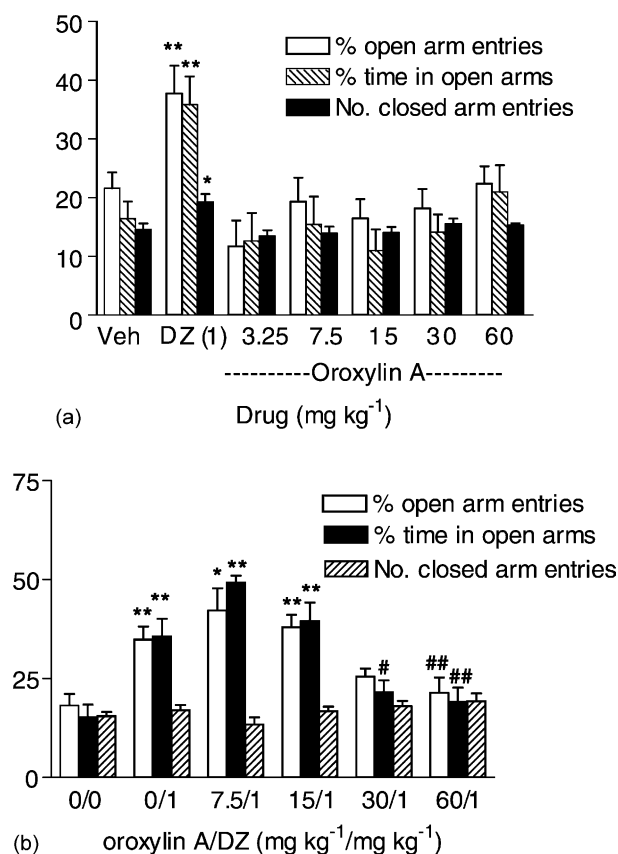 50
40
30
20
10
0
** ** *
% open arm entries
% time in open arms
No. closed arm entries
Veh DZ (1) 3.25 7.5 15 30 60
----------Oroxylin A---------
(a) Drug (mg kg-1)
75
50
25
0
% open arm entries
% time in open arms
No. closed arm entries
** ** * ** ** ** # ## ##
0/0 0/1 7.5/1 15/1 30/1 60/1
(b) oroxylin A/DZ (mg kg-1/mg kg-1)